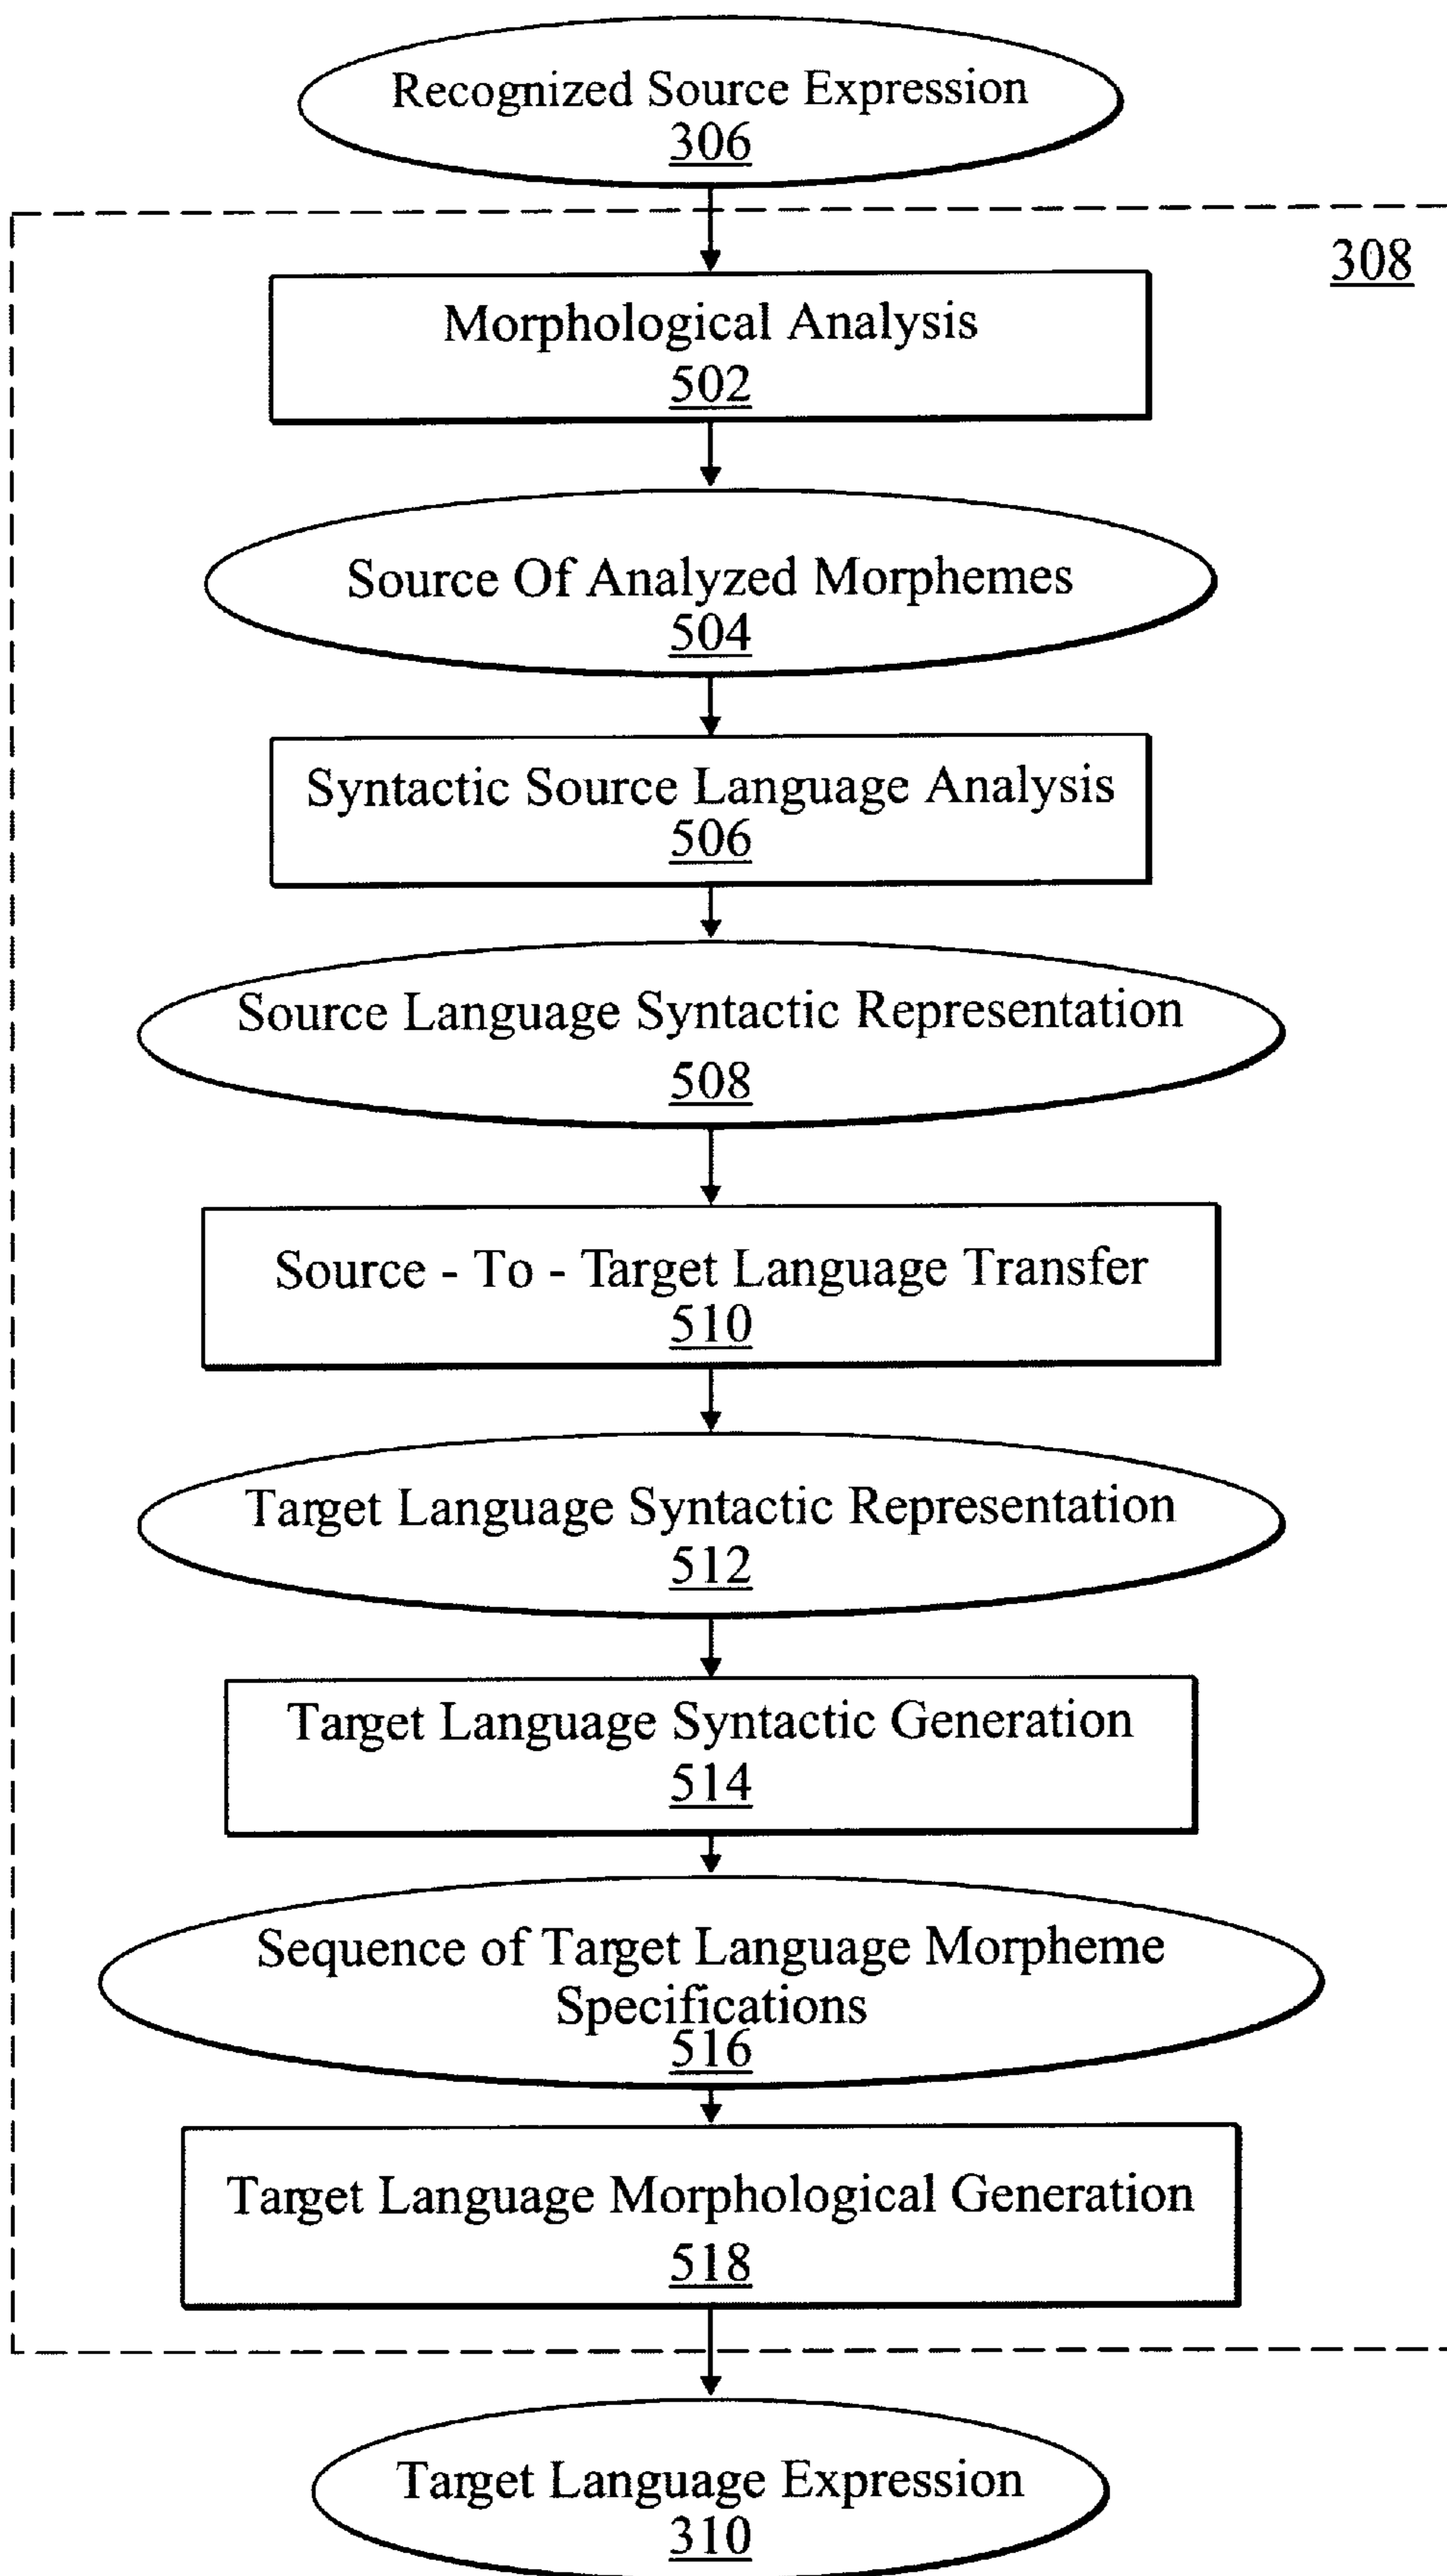 Recognized Source Expression
306
308
Morphological Analysis
502
Source Of Analyzed Morphemes
504
Syntactic Source Language Analysis
506
Source Language Syntactic Representation
508
Source - To - Target Language Transfer
510
Target Language Syntactic Representation
512
Target Language Syntactic Generation
514
Sequence of Target Language Morpheme
Specifications
516
Target Language Morphological Generation
518
Target Language Expression
310